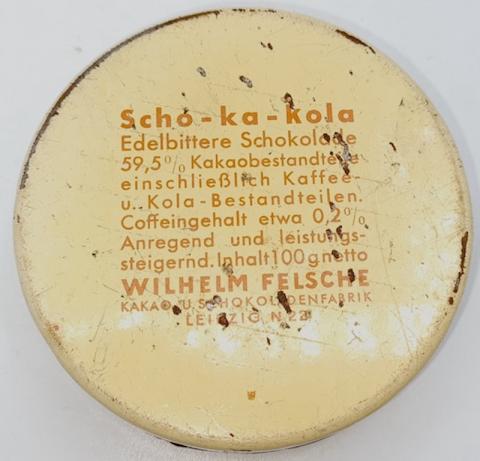 Scho-ka-kola
Edelbittere Schokolade
59,5% Kakaobestandteile
einschließlich Kaffee-
u. Kola-Bestandteilen.
Coffeingehalt etwa 0,2%
Anregend und leistungs-
steigernd. Inhalt 100 g netto
WILHELM FELSCHE
KAKAO U. SCHOKOLADENFABRIK
LEIPZIG N 22